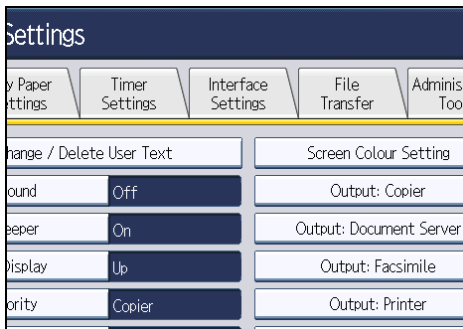 Settings
y Paper Timer Interface File Adminis
ettings Settings Settings Transfer Too
hange / Delete User Text Screen Colour Setting
ound Off Output: Copier
eeper On Output: Document Server
Display Up Output: Facsimile
ority Copier Output: Printer